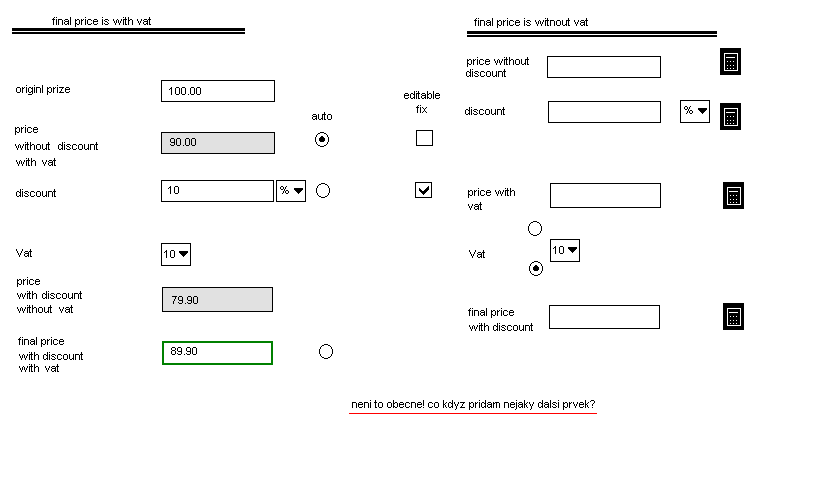 final price is with vat
originl prize
100.00
auto
price
without discount
with vat
90.00
discount
10
%
Vat
10
price
with discount
without vat
79.90
final price
with discount
with vat
89.90
editable
fix
final price is witnout vat
price without
discount
discount
%
price with
vat
Vat
10
final price
with discount
neni to obecne! co kdyz pridam nejaky dalsi prvek?